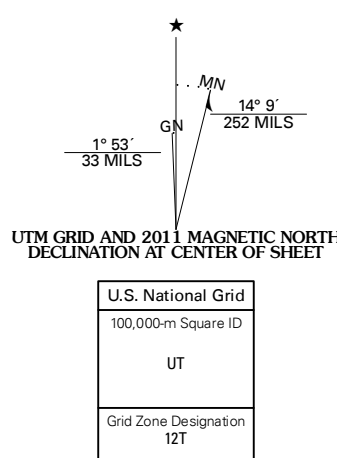 ★
MN
GN
14° 9´
252 MILS
1° 53´
33 MILS
UTM GRID AND 2011 MAGNETIC NORTH
DECLINATION AT CENTER OF SHEET
U.S. National Grid
100,000-m Square ID
UT
Grid Zone Designation
12T